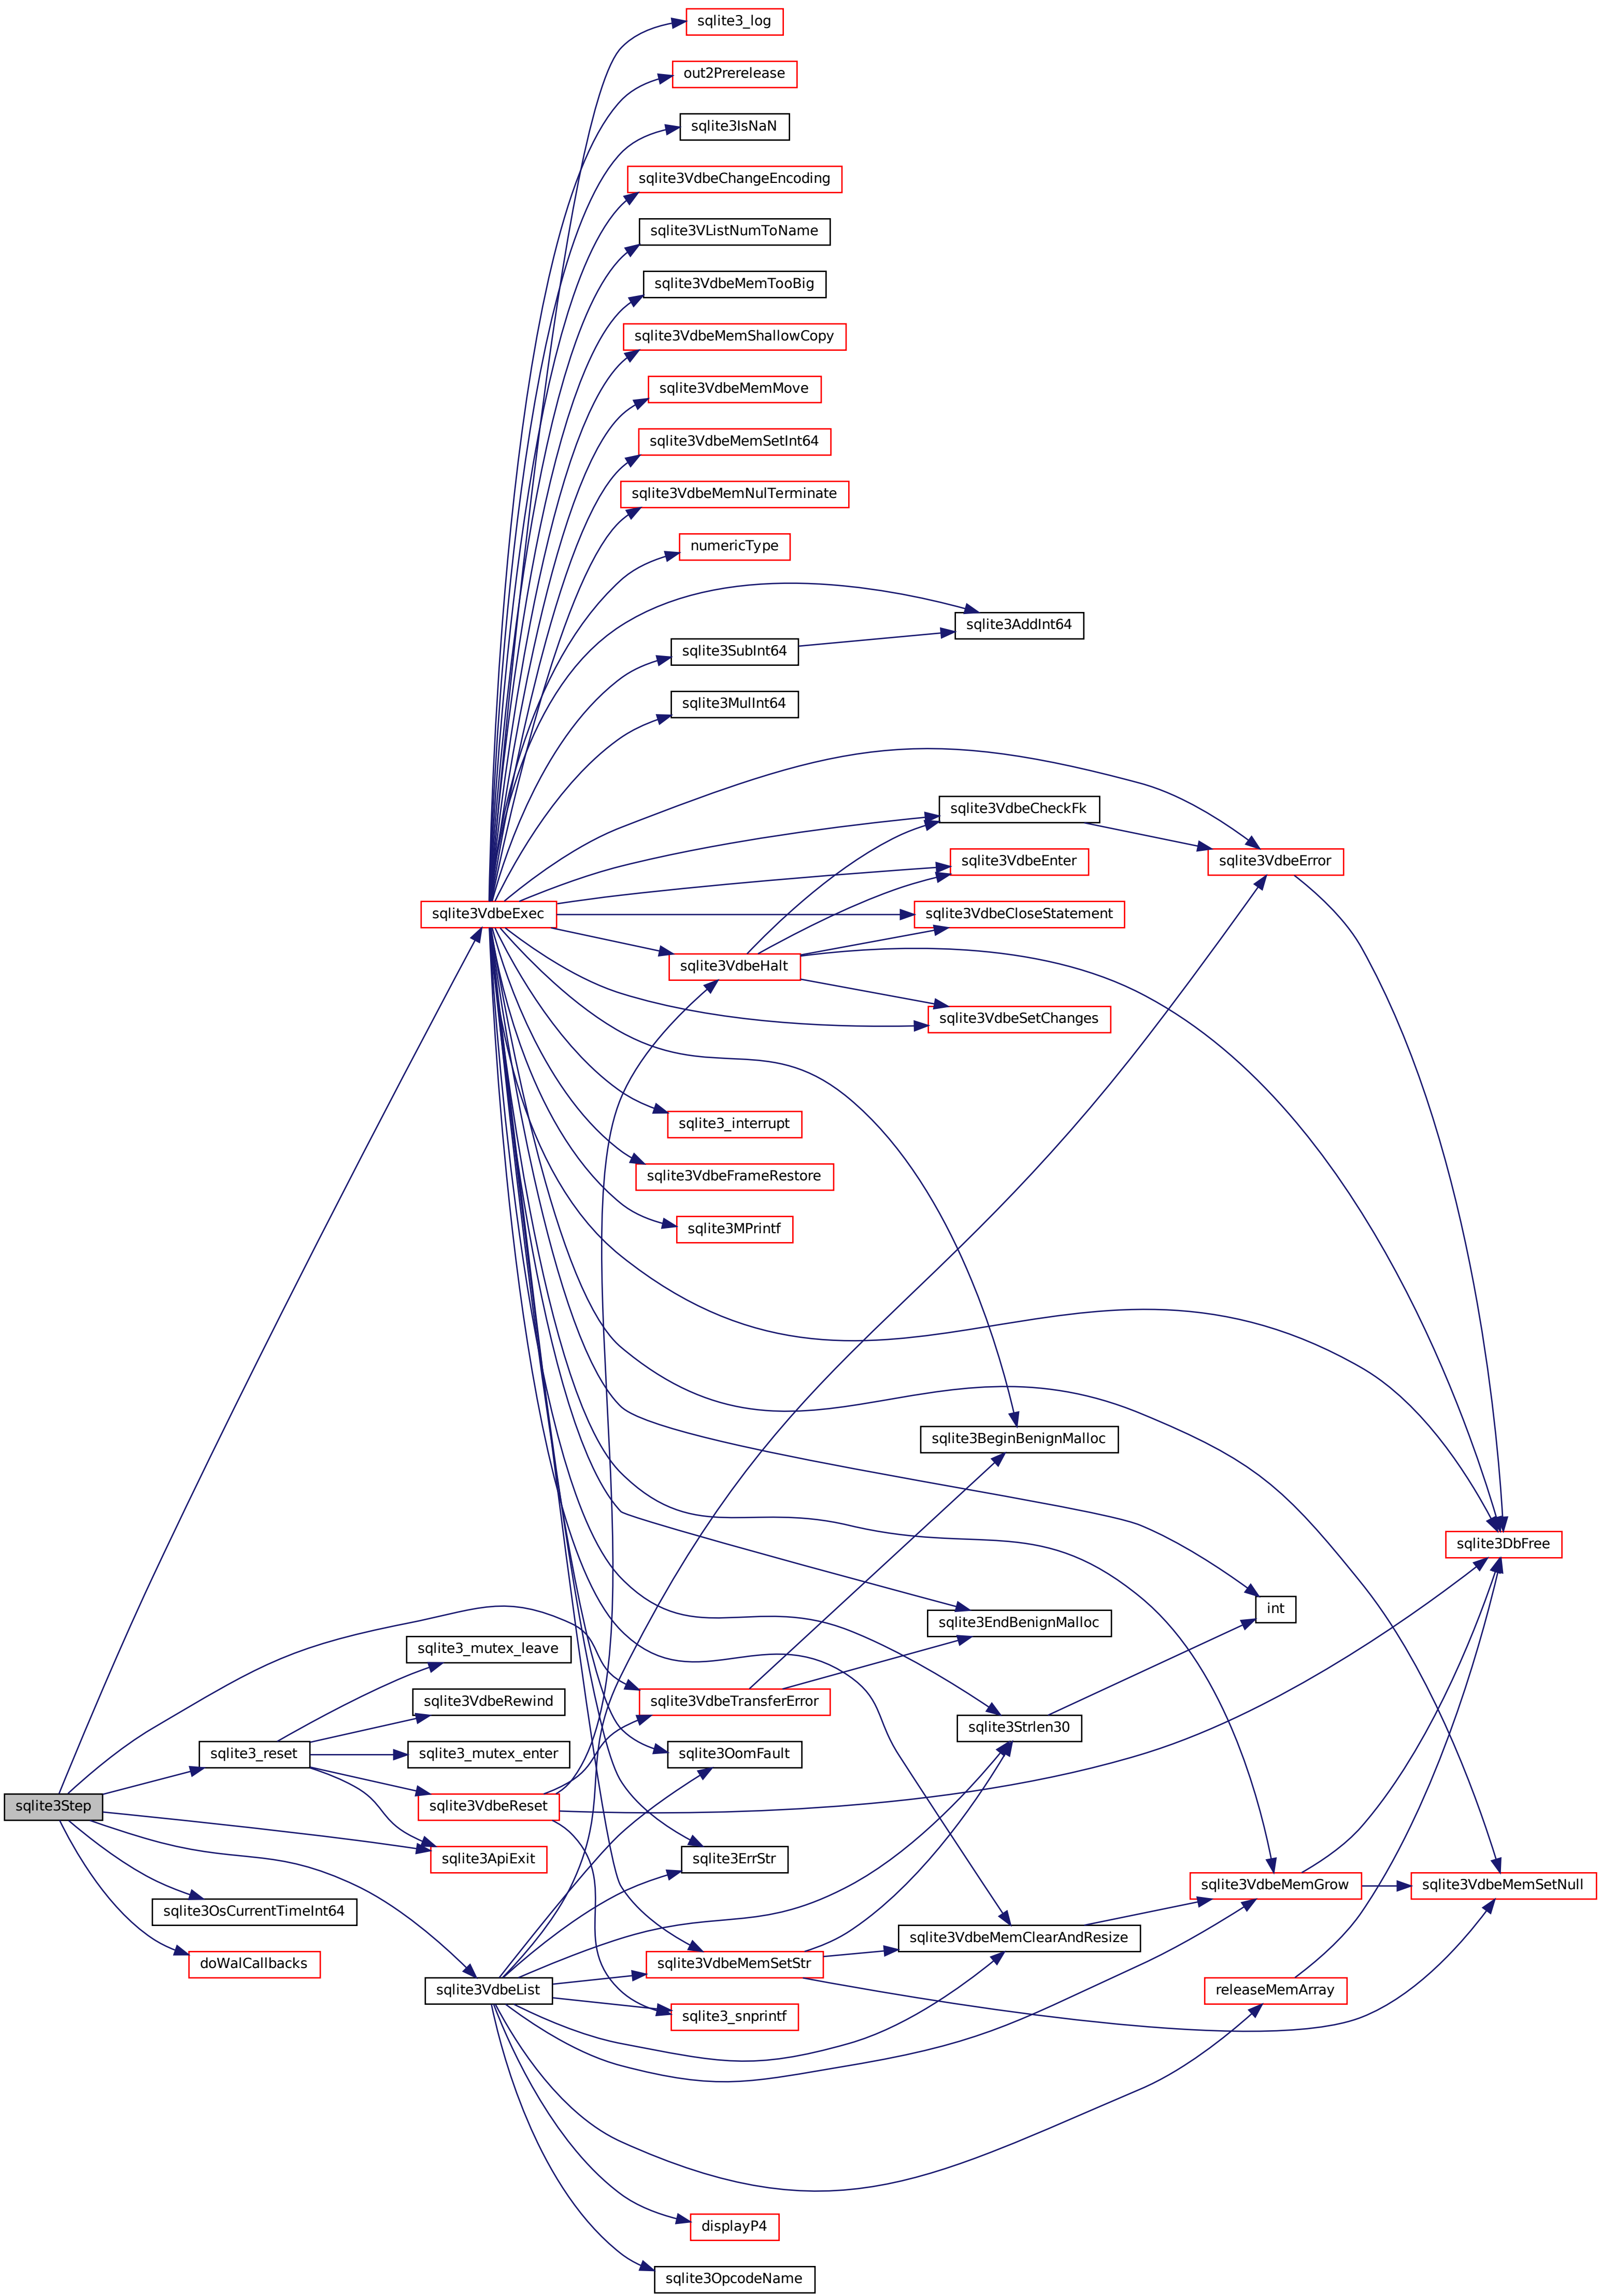 sqlite3_log
out2Prerelease
sqlite3IsNaN
sqlite3VdbeChangeEncoding
sqlite3VListNumToName
sqlite3VdbeMemTooBig
sqlite3VdbeMemShallowCopy
sqlite3VdbeMemMove
sqlite3VdbeMemSetInt64
sqlite3VdbeMemNulTerminate
numericType
sqlite3AddInt64
sqlite3SubInt64
sqlite3MulInt64
sqlite3VdbeCheckFk
sqlite3VdbeEnter
sqlite3VdbeError
sqlite3VdbeExec
sqlite3VdbeCloseStatement
sqlite3VdbeHalt
sqlite3VdbeSetChanges
sqlite3_interrupt
sqlite3VdbeFrameRestore
sqlite3MPrintf
sqlite3BeginBenignMalloc
sqlite3DbFree
int
sqlite3EndBenignMalloc
sqlite3_mutex_leave
sqlite3VdbeRewind
sqlite3VdbeTransferError
sqlite3Strlen30
sqlite3_reset
sqlite3_mutex_enter
sqlite3OomFault
sqlite3Step
sqlite3VdbeReset
sqlite3ApiExit
sqlite3ErrStr
sqlite3VdbeMemGrow
sqlite3VdbeMemSetNull
sqlite3OsCurrentTimeInt64
sqlite3VdbeMemClearAndResize
doWalCallbacks
sqlite3VdbeMemSetStr
sqlite3VdbeList
releaseMemArray
sqlite3_snprintf
displayP4
sqlite3OpcodeName